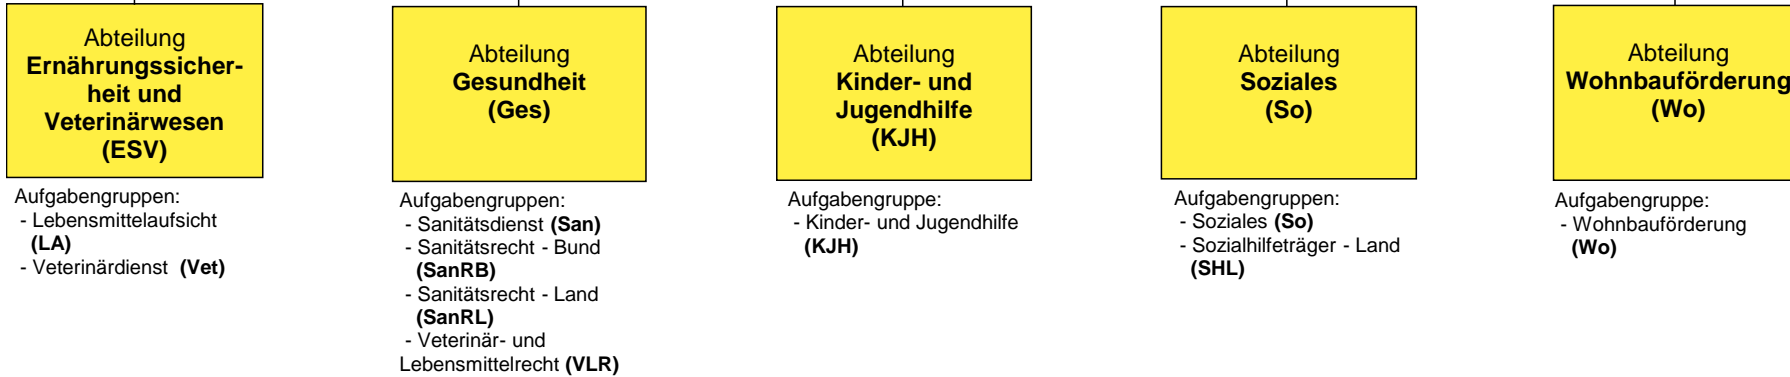 Abteilung
Ernährungssicher-
heit und
Veterinärwesen
(ESV)
Aufgabengruppen:
- Lebensmittelaufsicht
(LA)
- Veterinärdienst (Vet)
Abteilung
Gesundheit
(Ges)
Aufgabengruppen:
- Sanitätsdienst (San)
- Sanitätsrecht - Bund
(SanRB)
- Sanitätsrecht - Land
(SanRL)
- Veterinär- und
Lebensmittelrecht (VLR)
Abteilung
Kinder- und
Jugendhilfe
(KJH)
Aufgabengruppe:
- Kinder- und Jugendhilfe
(KJH)
Abteilung
Soziales
(So)
Aufgabengruppen:
- Soziales (So)
- Sozialhilfeträger - Land
(SHL)
Abteilung
Wohnbauförderung
(Wo)
Aufgabengruppe:
- Wohnbauförderung
(Wo)